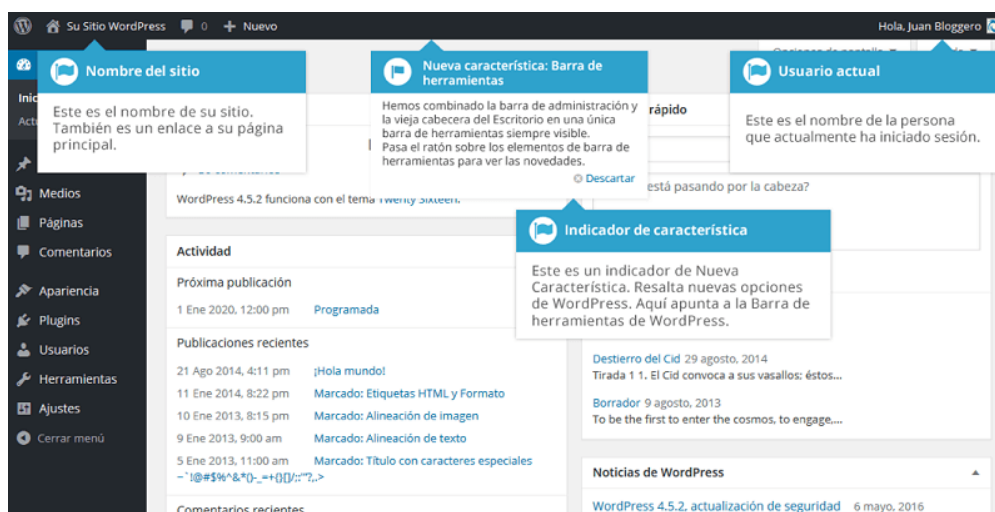 Su Sitio WordPress 0 + Nuevo Hola, Juan Bloggero
Nombre del sitio
Este es el nombre de su sitio.
También es un enlace a su página
principal.
Nueva característica: Barra de
herramientas
Hemos combinado la barra de administración y
la vieja cabecera del Escritorio en una única
barra de herramientas siempre visible.
Pasa el ratón sobre los elementos de barra de
herramientas para ver las novedades.
Descartar
Usuario actual
Este es el nombre de la persona
que actualmente ha iniciado sesión.
Indicador de característica
Este es un indicador de Nueva
Característica. Resalta nuevas opciones
de WordPress. Aquí apunta a la Barra de
herramientas de WordPress.
Medios
Páginas
Comentarios
Apariencia
Plugins
Usuarios
Herramientas
Ajustes
Cerrar menú
WordPress 4.5.2 funciona con el tema Twenty Sixteen.
Actividad
Próxima publicación
1 Ene 2020, 12:00 pm Programada
Publicaciones recientes
21 Ago 2014, 4:11 pm ¡Hola mundo!
11 Ene 2014, 8:22 pm Marcado: Etiquetas HTML y Formato
10 Ene 2013, 8:15 pm Marcado: Alineación de imagen
9 Ene 2013, 9:00 am Marcado: Alineación de texto
5 Ene 2013, 11:00 am Marcado: Título con caracteres especiales
Comentarios recientes
rápido
está pasando por la cabeza?
Destierro del Cid 29 agosto, 2014
Tirada 1 1. El Cid convoca a sus vasallos; éstos...
Borrador 9 agosto, 2013
To be the first to enter the cosmos, to engage,...
Noticias de WordPress
WordPress 4.5.2, actualización de seguridad 6 mayo, 2016